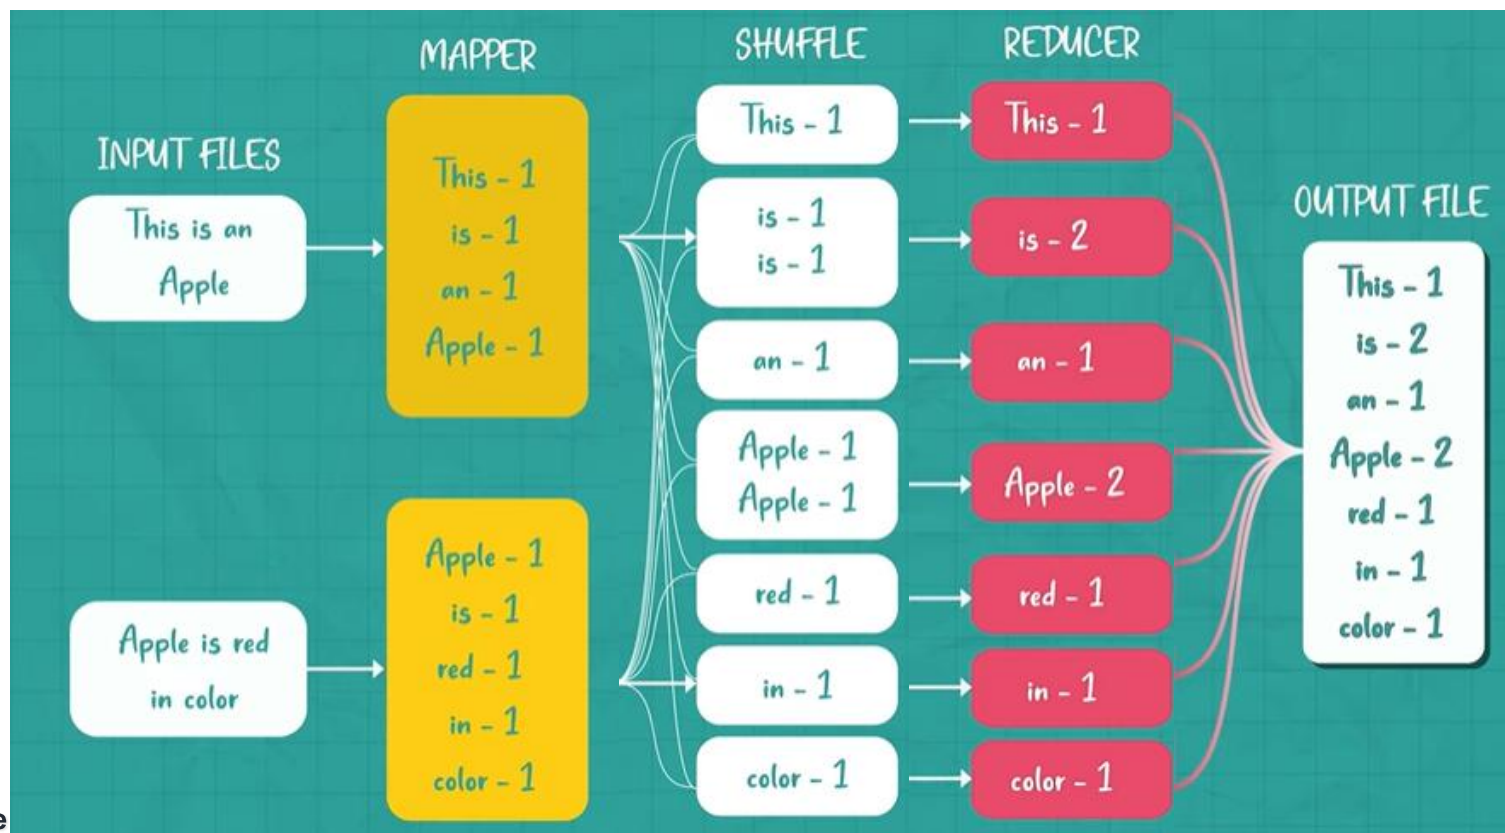 INPUT FILES
This is an
Apple
Apple is red
in color
MAPPER
This - 1
is - 1
an - 1
Apple - 1
Apple - 1
is - 1
red - 1
in - 1
color - 1
SHUFFLE
This - 1
is - 1
is - 1
an - 1
Apple - 1
Apple - 1
red - 1
in - 1
color - 1
REDUCER
This - 1
is - 2
an - 1
Apple - 2
red - 1
in - 1
color - 1
OUTPUT FILE
This - 1
is - 2
an - 1
Apple - 2
red - 1
in - 1
color - 1
e